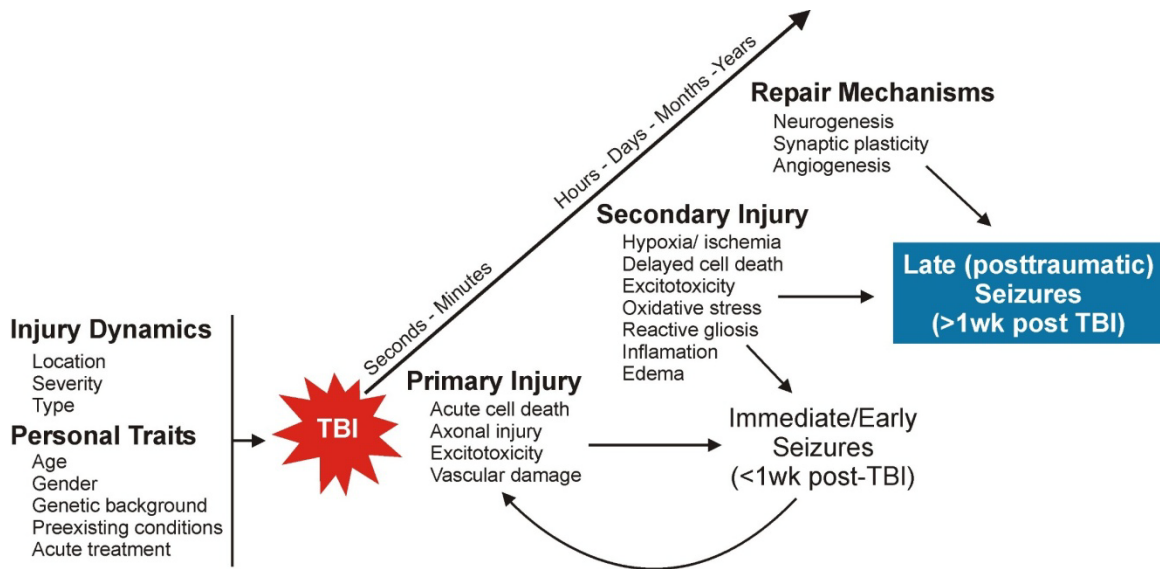 Injury Dynamics
Location
Severity
Type
Personal Traits
Age
Gender
Genetic background
Preexisting conditions
Acute treatment
TBI
Seconds - Minutes
Hours - Days - Months -Years
Primary Injury
Acute cell death
Axonal injury
Excitotoxicity
Vascular damage
Secondary Injury
Hypoxia/ ischemia
Delayed cell death
Excitotoxicity
Oxidative stress
Reactive gliosis
Inflamation
Edema
Repair Mechanisms
Neurogenesis
Synaptic plasticity
Angiogenesis
Late (posttraumatic)
Seizures
(>1wk post TBI)
Immediate/Early
Seizures
(<1wk post-TBI)